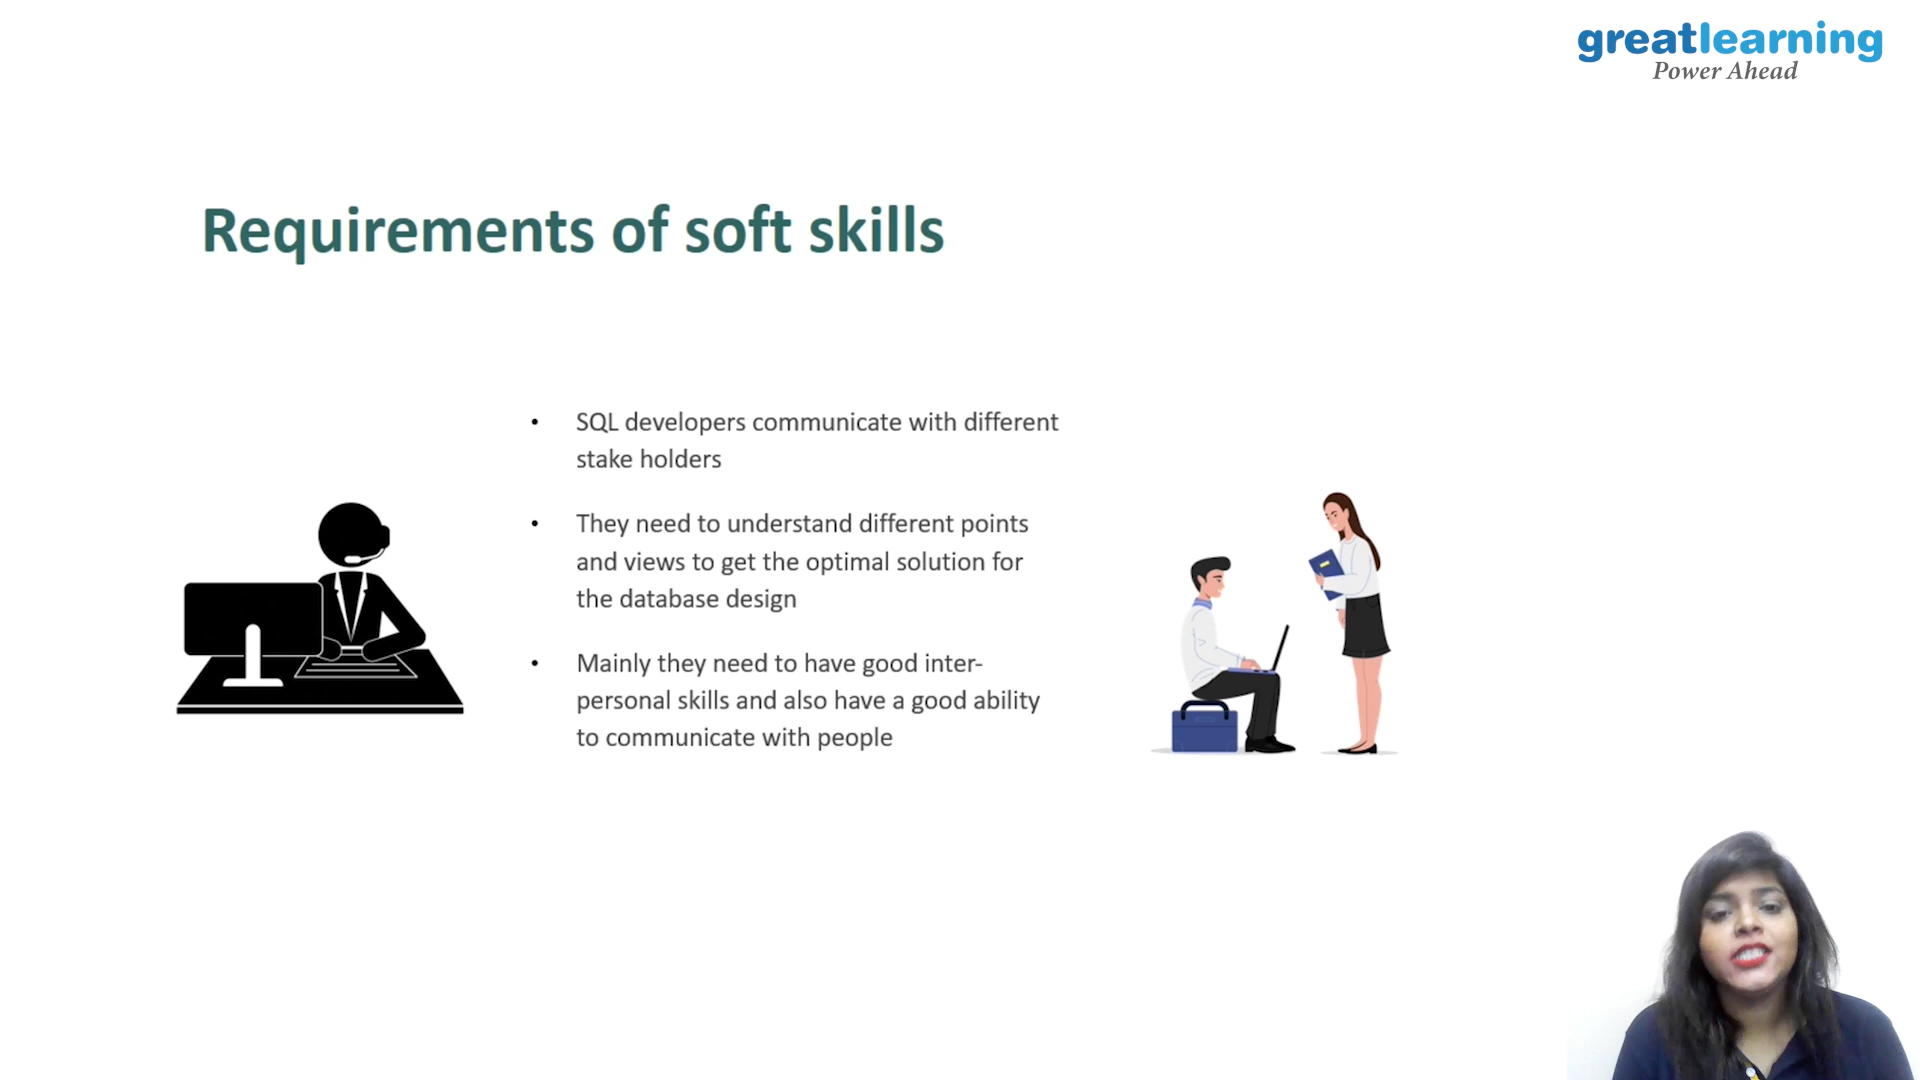 greatlearning
Power Ahead
Requirements of soft skills
• SQL developers communicate with different
stake holders
• They need to understand different points
and views to get the optimal solution for
the database design
• Mainly they need to have good inter-
personal skills and also have a good ability
to communicate with people